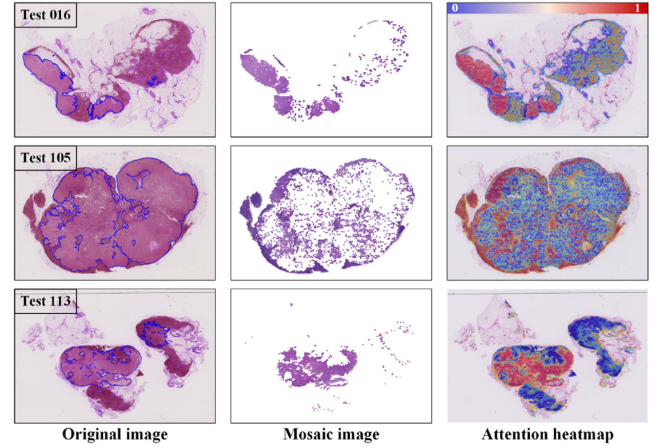 Test 016
0 1
Test 105
Test 113
Original image Mosaic image Attention heatmap